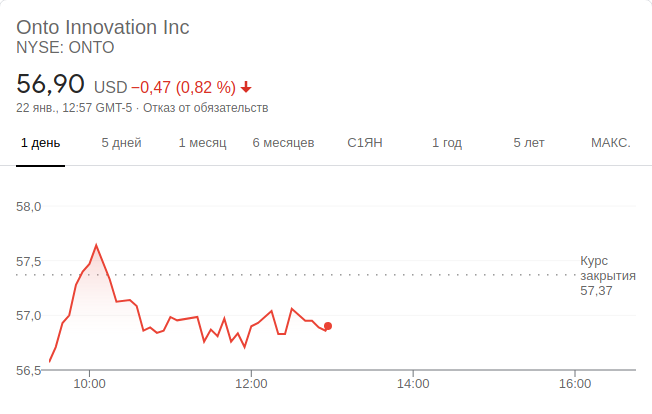 Onto Innovation Inc
NYSE: ONTO
56,90 USD −0,47 (0,82 %)
22 янв., 12:57 GMT-5 · Отказ от обязательств
1 день 5 дней 1 месяц 6 месяцев С1ЯН 1 год 5 лет МАКС.
58,0
57,5
57,0
56,5
Курс
закрытия
57,37
10:00 12:00 14:00 16:00